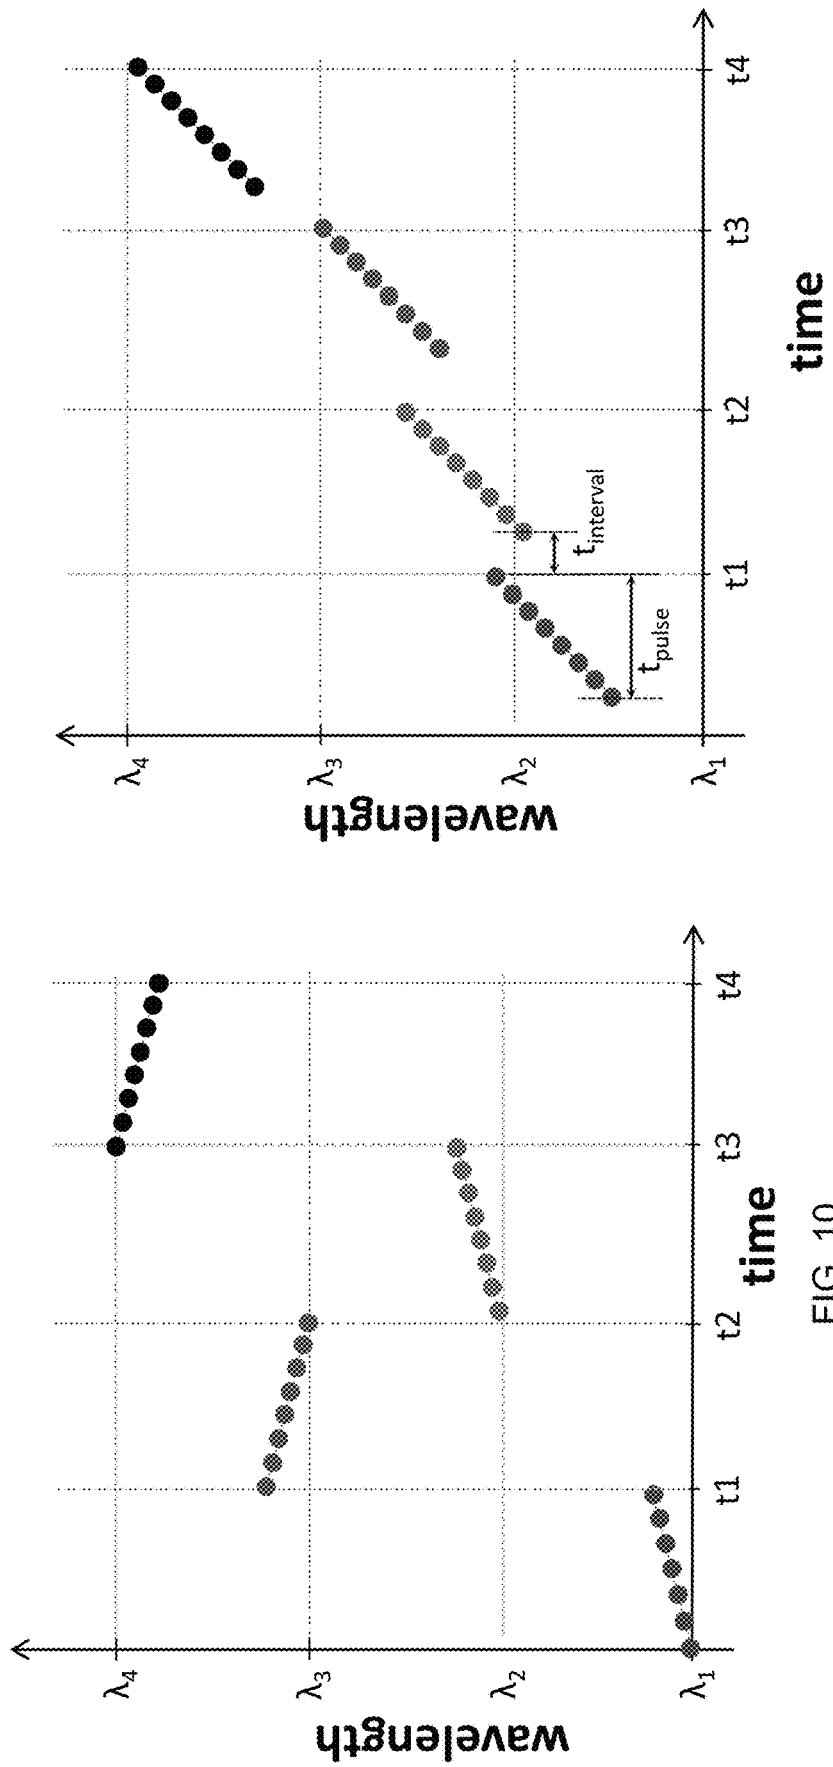 wavelength
λ4
λ3
λ2
λ1
t1 t2 t3 t4
time
wavelength
λ4
λ3
λ2
λ1
tinterval
tpulse
t1 t2 t3 t4
time
FIG. 10